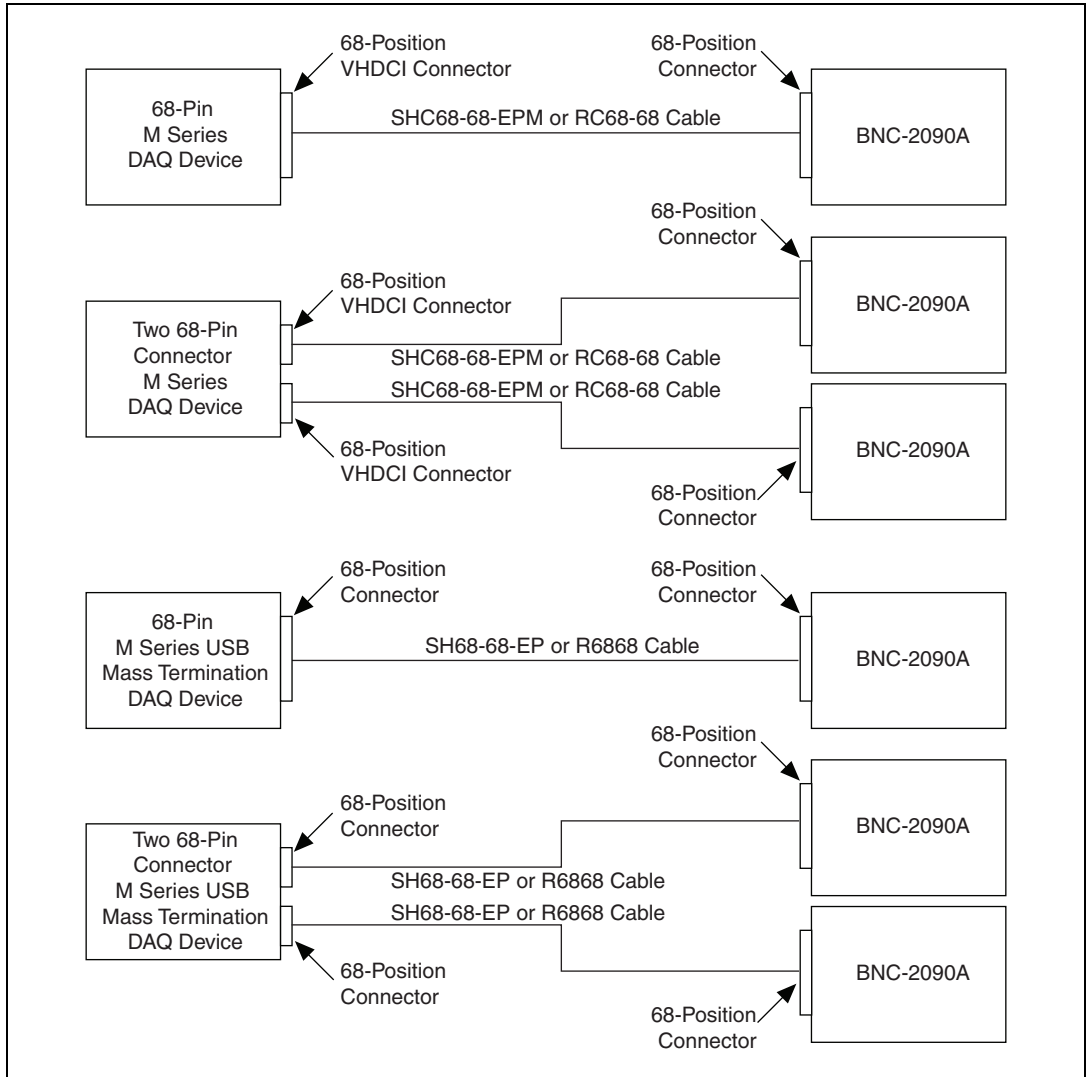 68-Position
VHDCI Connector
68-Position
Connector
68-Pin
M Series
DAQ Device
SHC68-68-EPM or RC68-68 Cable
BNC-2090A
68-Position
Connector
68-Position
VHDCI Connector
BNC-2090A
Two 68-Pin
Connector
M Series
DAQ Device
SHC68-68-EPM or RC68-68 Cable
SHC68-68-EPM or RC68-68 Cable
68-Position
VHDCI Connector
BNC-2090A
68-Position
Connector
68-Position
Connector
68-Position
Connector
68-Pin
M Series USB
Mass Termination
DAQ Device
SH68-68-EP or R6868 Cable
BNC-2090A
68-Position
Connector
68-Position
Connector
BNC-2090A
Two 68-Pin
Connector
M Series USB
Mass Termination
DAQ Device
SH68-68-EP or R6868 Cable
SH68-68-EP or R6868 Cable
68-Position
Connector
BNC-2090A
68-Position
Connector